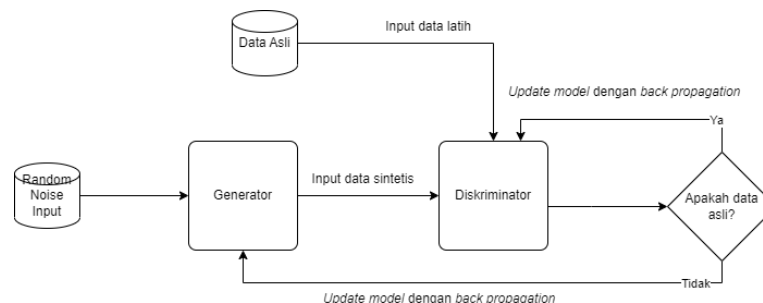 Data Asli
Input data latih
Update model dengan back propagation
Ya
Random
Noise
Input
Generator
Input data sintetis
Diskriminator
Apakah data
asli?
Tidak
Update model dengan back propagation